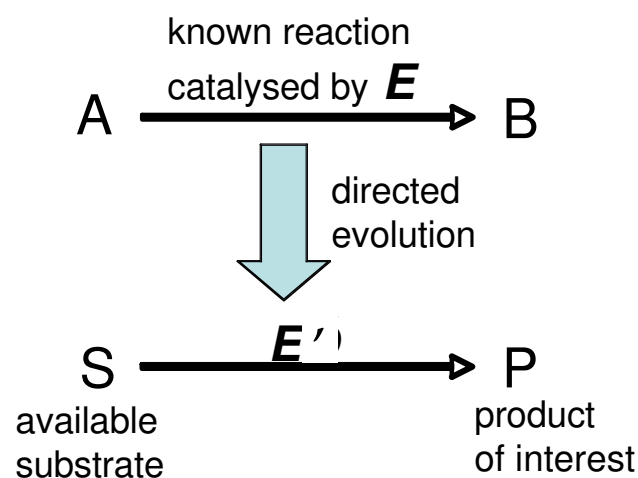 known reaction
catalysed by E
A B
directed
evolution
E′
S P
available
substrate
product
of interest